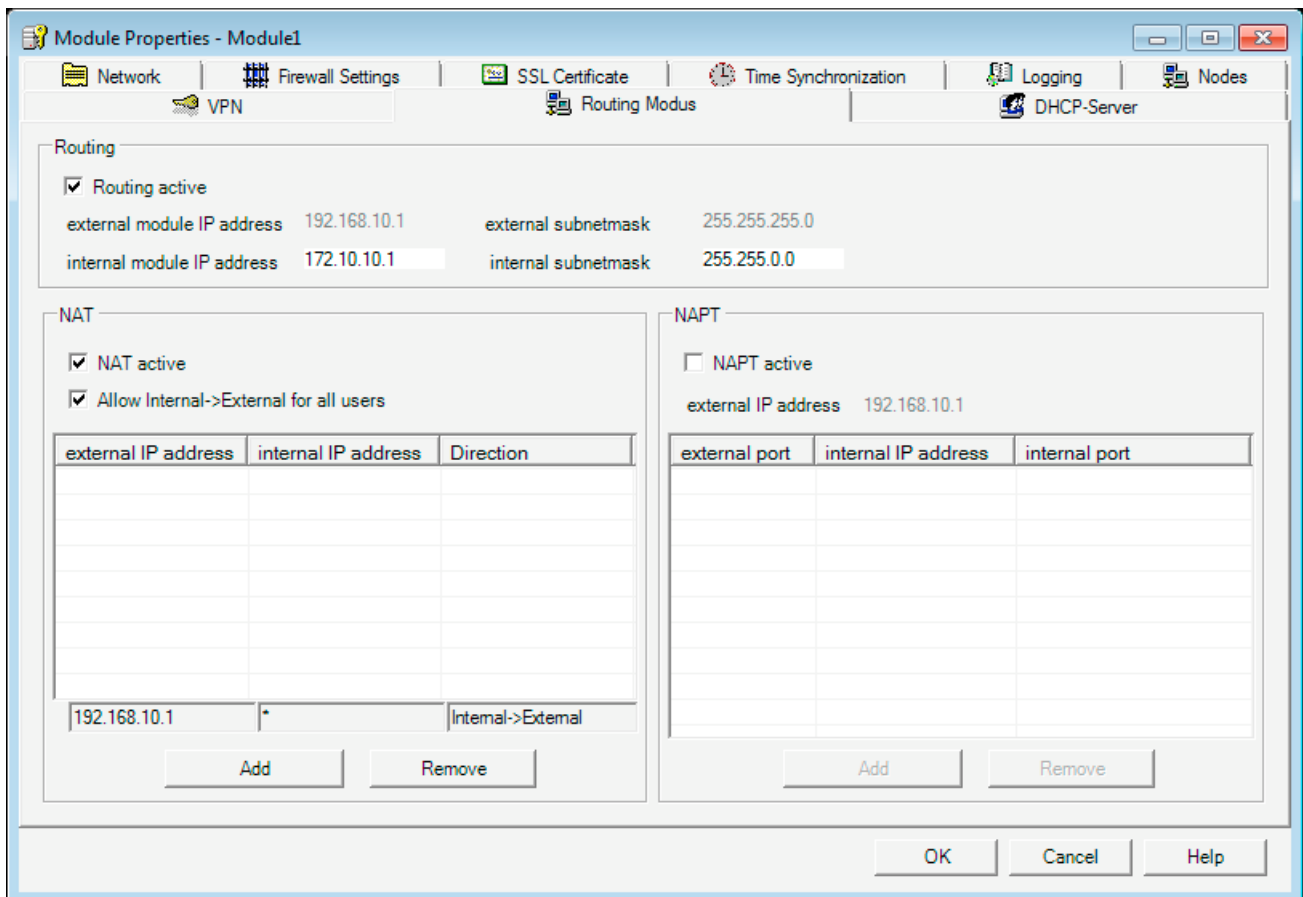 Module Properties - Module1
Network Firewall Settings SSL Certificate Time Synchronization Logging Nodes
VPN Routing Modus DHCP-Server
Routing
Routing active
external module IP address 192.168.10.1 external subnetmask 255.255.255.0
internal module IP address 172.10.10.1 internal subnetmask 255.255.0.0
NAT
NAT active
Allow Internal->External for all users
external IP address internal IP address Direction
192.168.10.1 * Internal->External
Add Remove
NAPT
NAPT active
external IP address 192.168.10.1
external port internal IP address internal port
Add Remove
OK Cancel Help